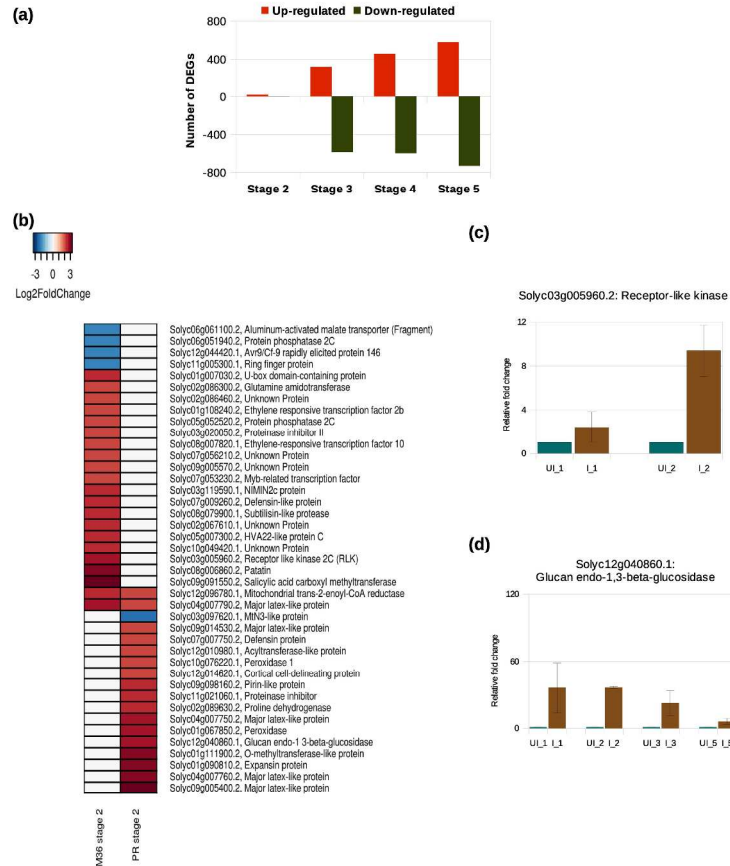 (a)
Up-regulated Down-regulated
800
400
0
-400
-800
Number of DEGs
Stage 2 Stage 3 Stage 4 Stage 5
(b)
-3 0 3
Log2FoldChange
Solyc06g061100.2, Aluminum-activated malate transporter (Fragment)
Solyc06g051940.2, Protein phosphatase 2C
Solyc12g044420.1, Avr9/Cf-9 rapidly elicited protein 146
Solyc11g005300.1, Ring finger protein
Solyc01g007030.2, U-box domain-containing protein
Solyc02g086300.2, Glutamine amidotransferase
Solyc02g086460.2, Unknown Protein
Solyc01g108240.2, Ethylene responsive transcription factor 2b
Solyc05g052520.2, Protein phosphatase 2C
Solyc03g020050.2, Proteinase inhibitor II
Solyc08g007820.1, Ethylene-responsive transcription factor 10
Solyc07g056210.2, Unknown Protein
Solyc09g005570.2, Unknown Protein
Solyc07g053230.2, Myb-related transcription factor
Solyc03g119590.1, NIMIN2c protein
Solyc07g009260.2, Defensin-like protein
Solyc08g079900.1, Subtilisin-like protease
Solyc02g067610.1, Unknown Protein
Solyc05g007300.2, HVA22-like protein C
Solyc10g049420.1, Unknown Protein
Solyc03g005960.2, Receptor like kinase 2C (RLK)
Solyc08g006860.2, Patatin
Solyc09g091550.2, Salicylic acid carboxyl methyltransferase
Solyc12g096780.1, Mitochondrial trans-2-enoyl-CoA reductase
Solyc04g007790.2, Major latex-like protein
Solyc03g097620.1, MtN3-like protein
Solyc09g014530.2, Major latex-like protein
Solyc07g007750.2, Defensin protein
Solyc12g010980.1, Acyltransferase-like protein
Solyc10g076220.1, Peroxidase 1
Solyc12g014620.1, Cortical cell-delineating protein
Solyc09g098160.2, Pirin-like protein
Solyc11g021060.1, Proteinase inhibitor
Solyc02g089630.2, Proline dehydrogenase
Solyc04g007750.2, Major latex-like protein
Solyc01g067850.2, Peroxidase
Solyc12g040860.1, Glucan endo-1 3-beta-glucosidase
Solyc01g111900.2, O-methyltransferase-like protein
Solyc01g090810.2, Expansin protein
Solyc04g007760.2, Major latex-like protein
Solyc09g005400.2, Major latex-like protein
M36 stage 2
PR stage 2
(c)
Solyc03g005960.2: Receptor-like kinase
12
8
4
0
Relative fold change
UI_1 I_1 UI_2 I_2
(d)
Solyc12g040860.1:
Glucan endo-1,3-beta-glucosidase
120
60
0
Relative fold change
UI_1 I_1 UI_2 I_2 UI_3 I_3 UI_5 I_5